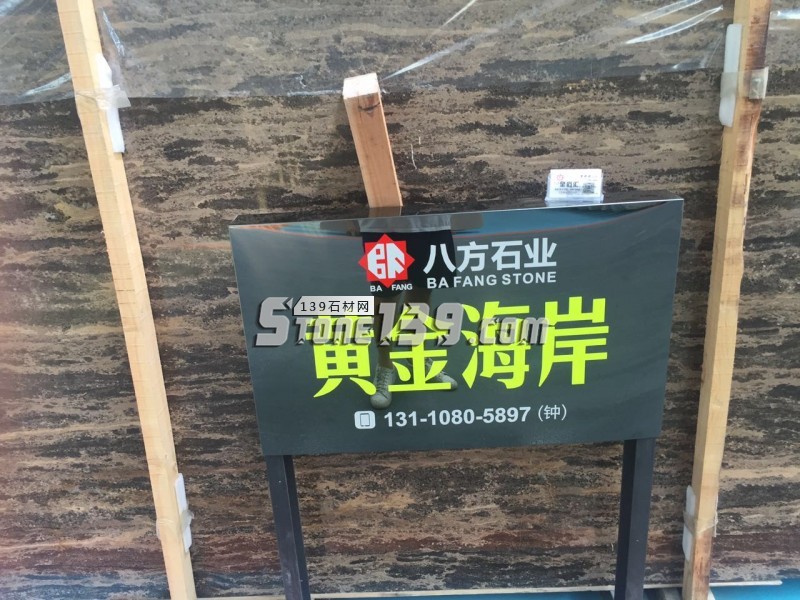 八方石业
BA FANG STONE
BA FANG
139石材网
Stone139.com
黄金海岸
131-1080-5897 (钟)